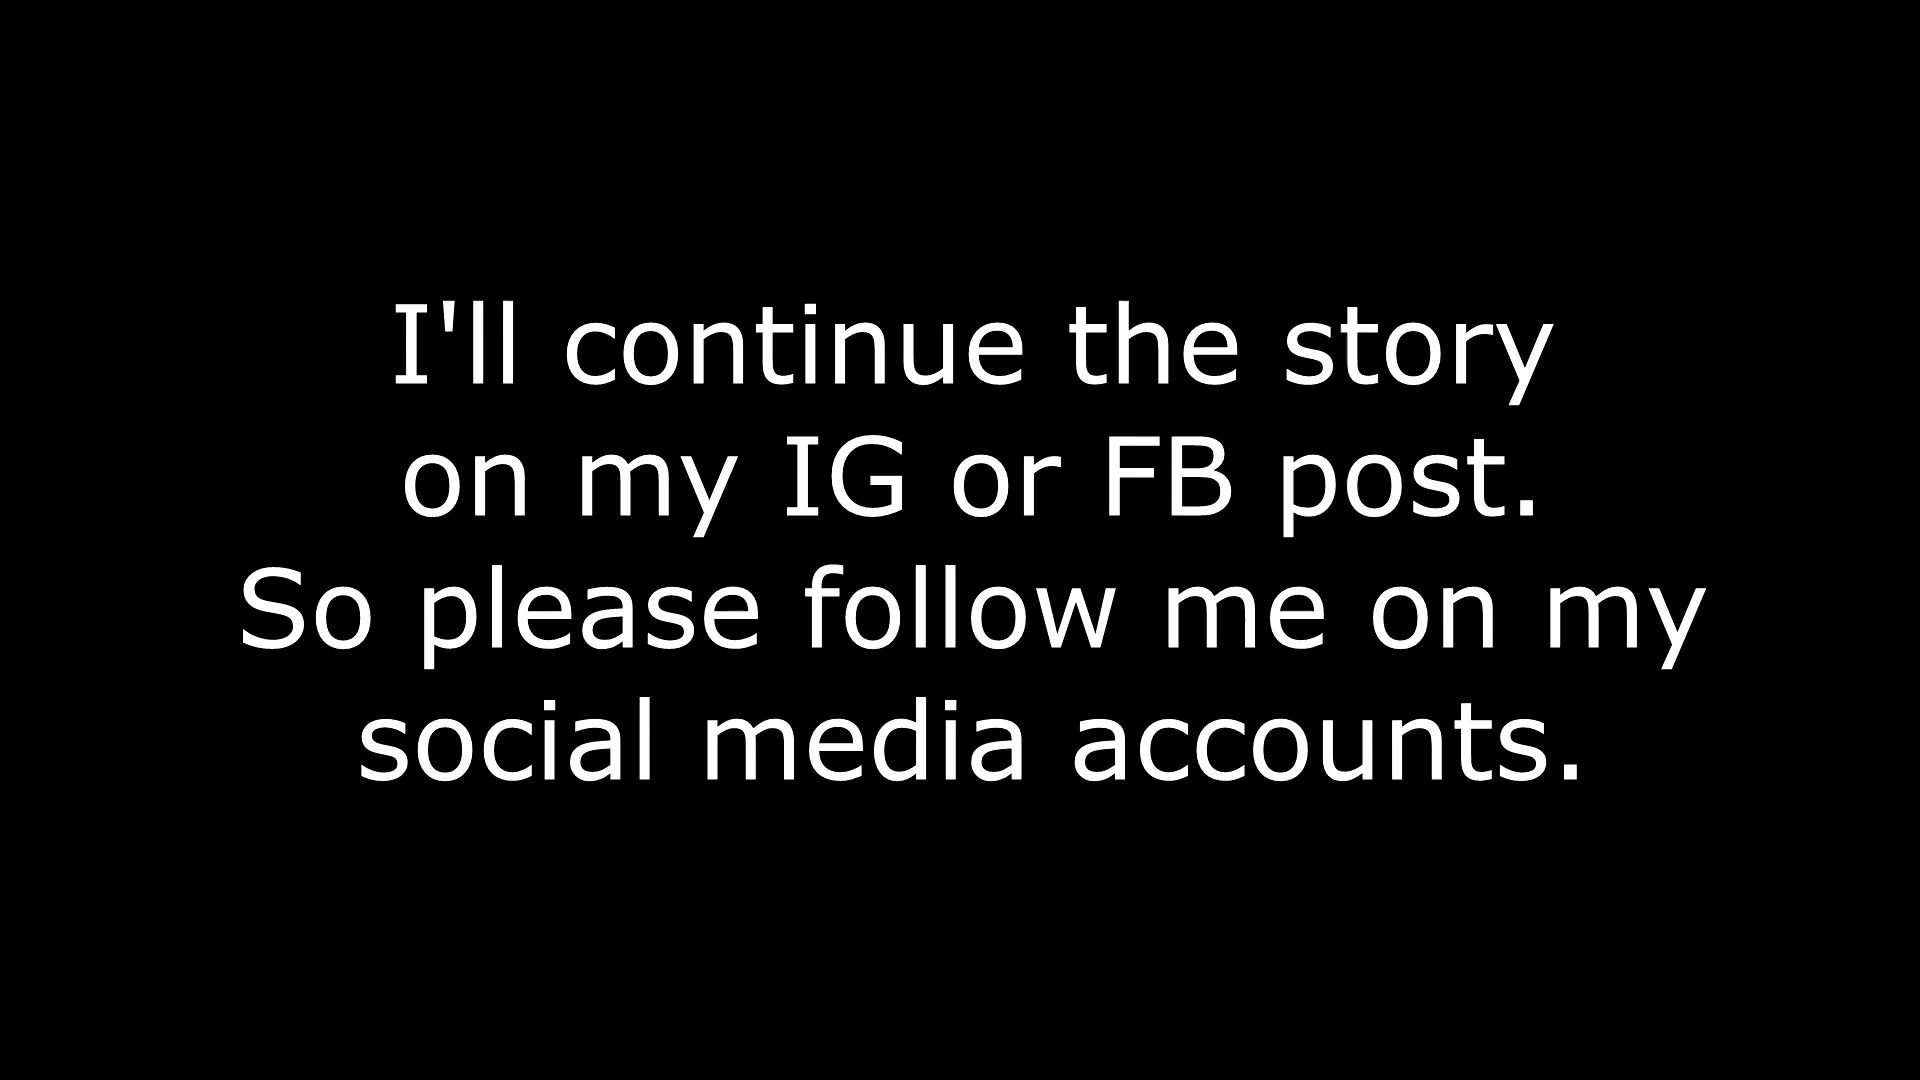 I'll continue the story
on my IG or FB post.
So please follow me on my
social media accounts.